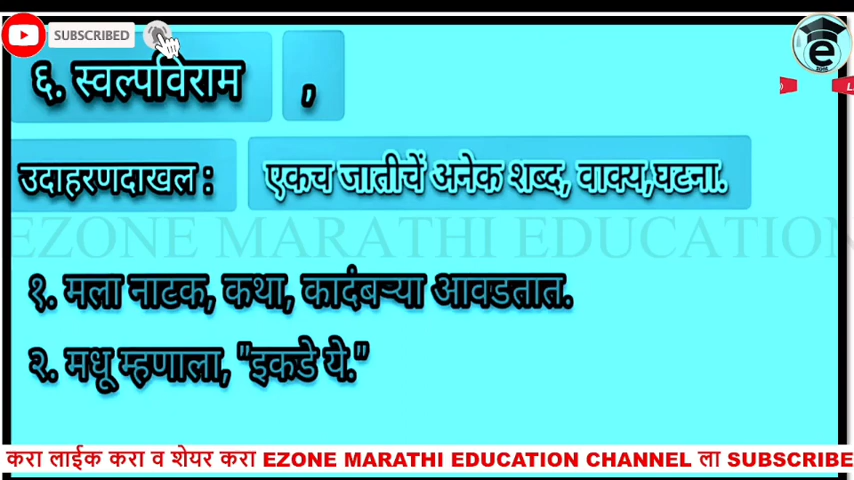 SUBSCRIBED
६. स्वल्पविराम ,
उदाहरणदाखल : एकच जातीचें अनेक शब्द, वाक्य,घटना.
EZONE MARATHI EDUCATION
१. मला नाटक, कथा, कादंबऱ्या आवडतात.
२. मधू म्हणाला, "इकडे ये."
करा लाईक करा व शेयर करा EZONE MARATHI EDUCATION CHANNEL ला SUBSCRIBE